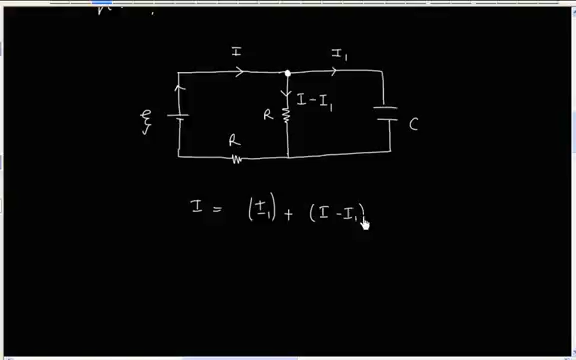 I
I₁
I - I₁
R
ξ
C
R
I = (I₁) + (I - I₁)